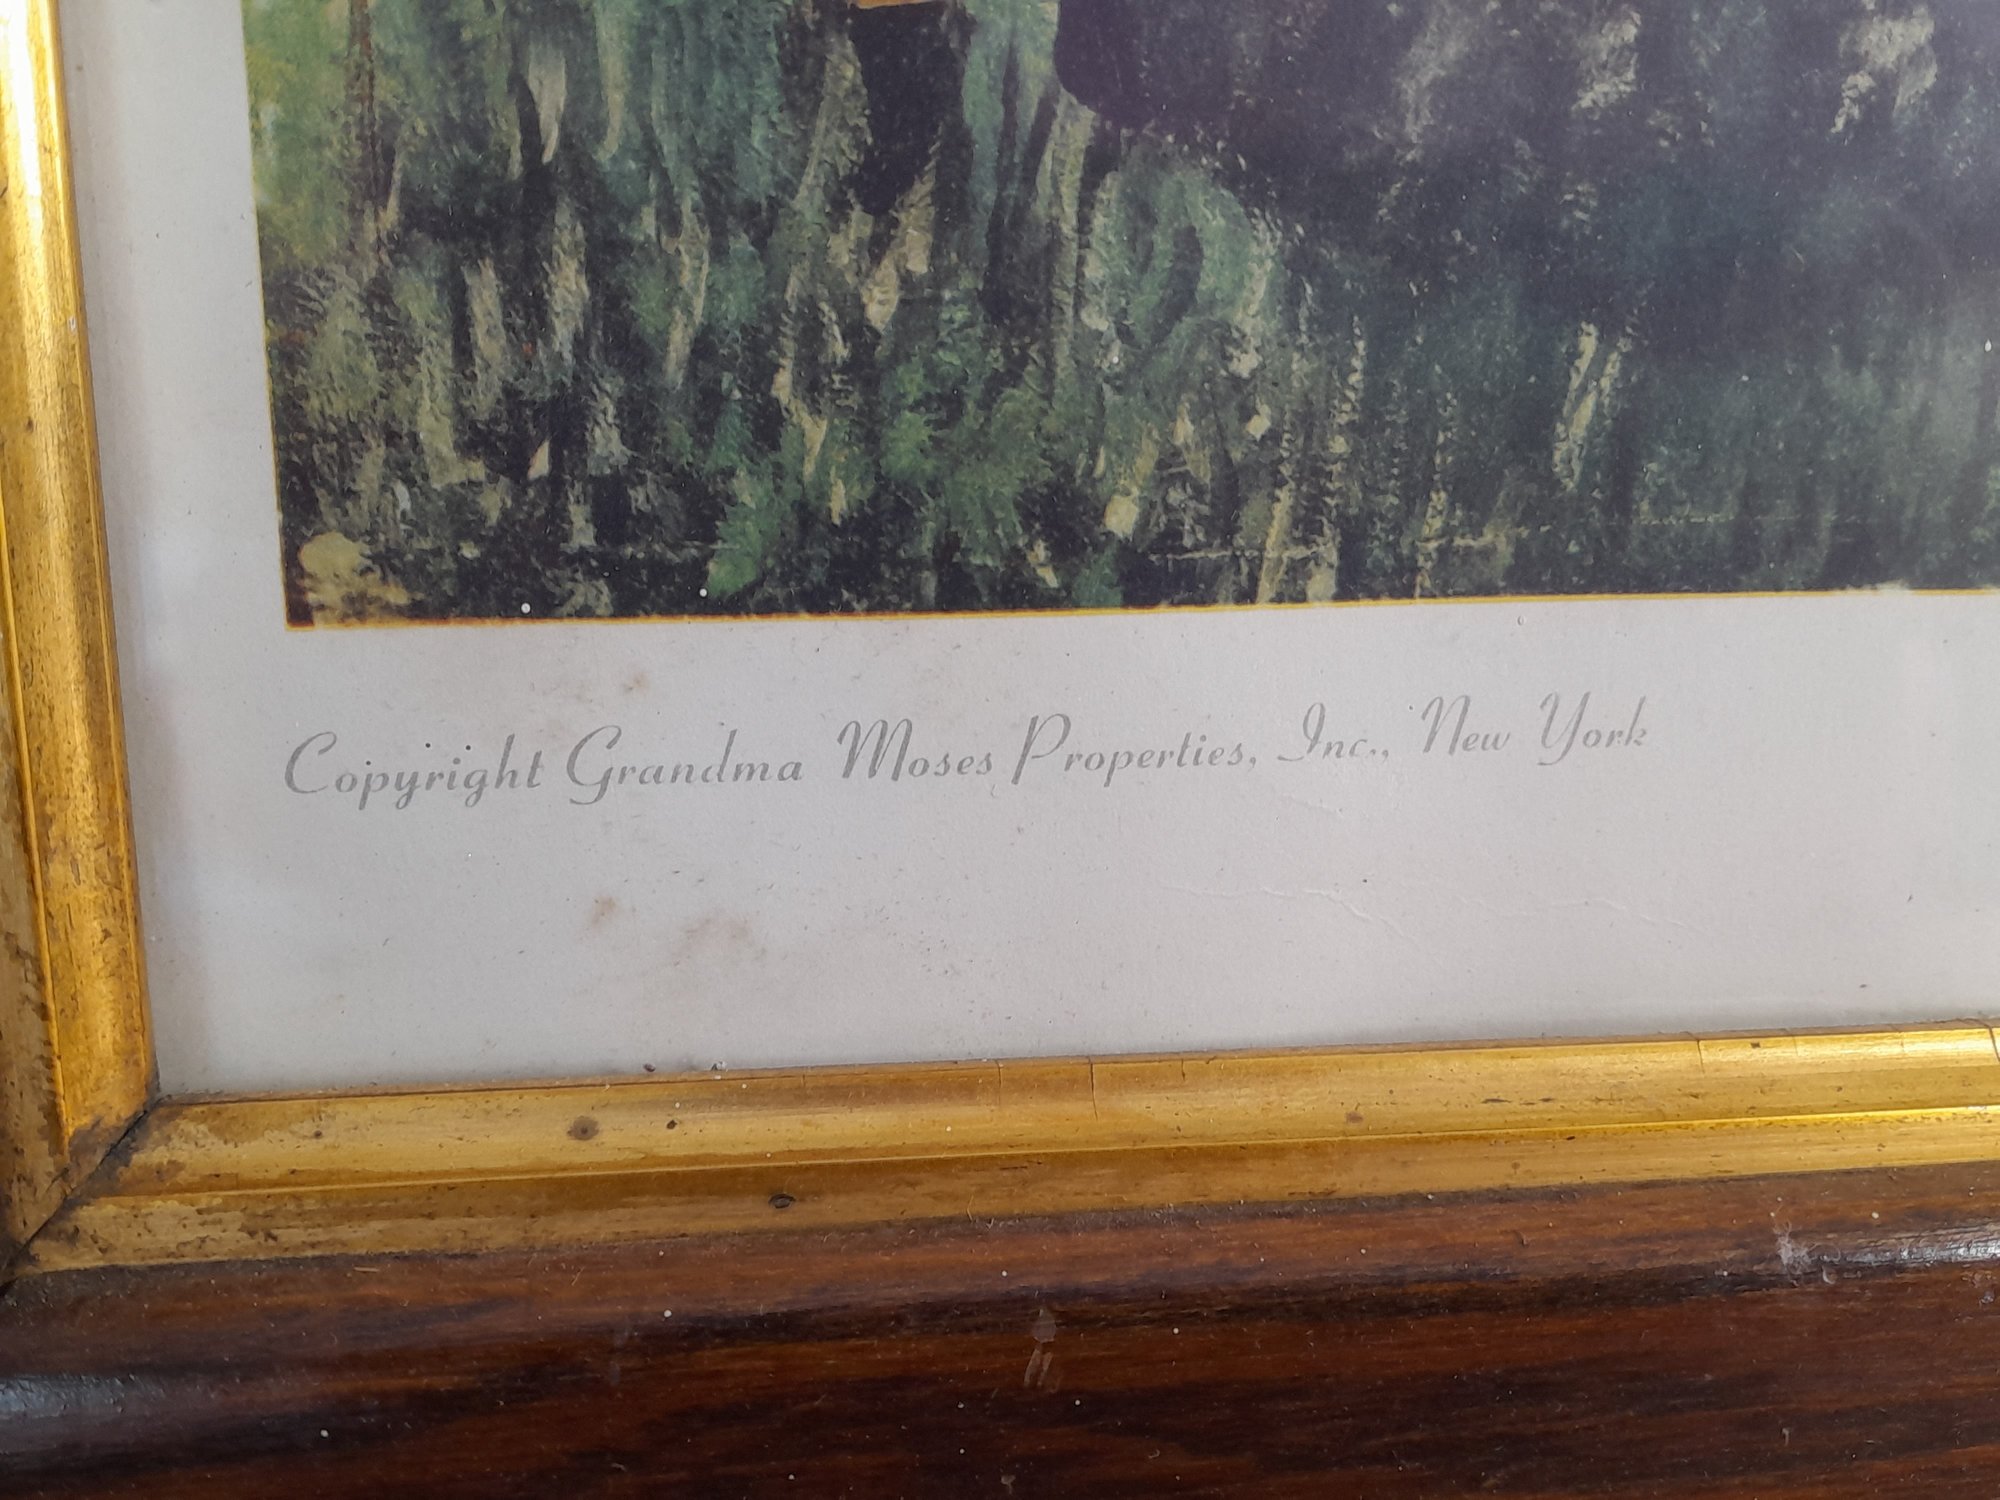 Copyright Grandma Moses Properties, Inc., New York